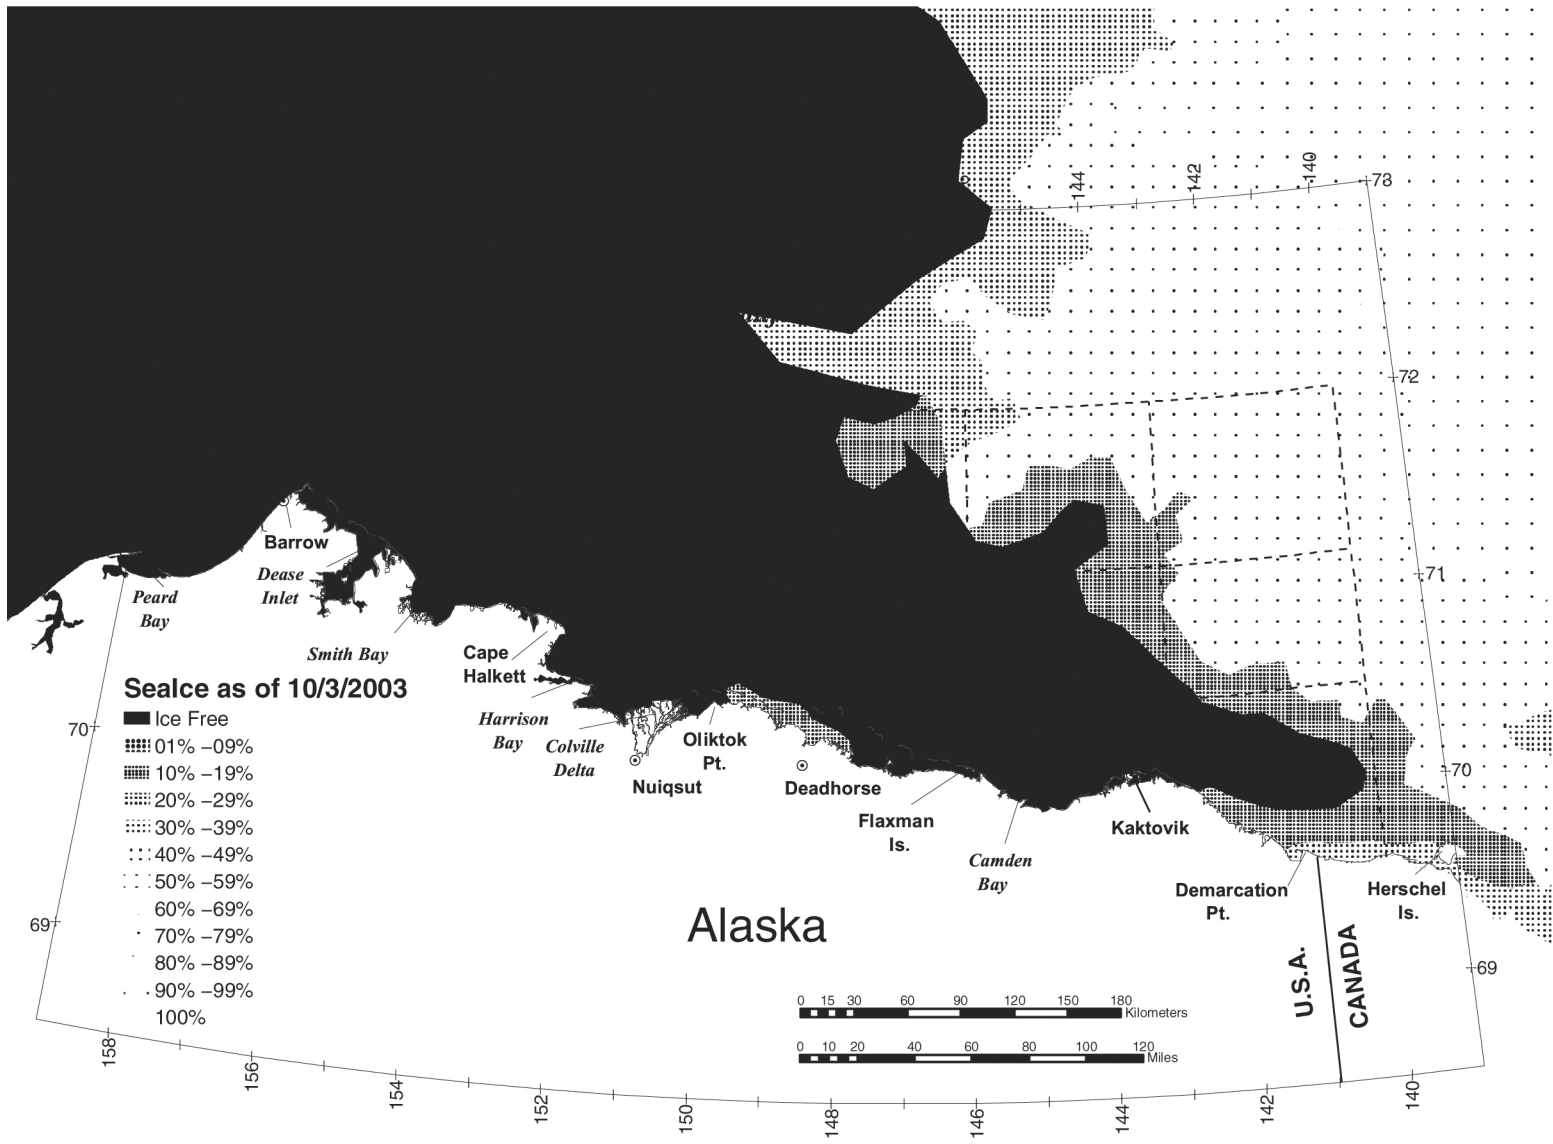 144
142
140
73
72
71
70
69
Barrow
Dease
Inlet
Peard
Bay
Smith Bay
Cape
Halkett
Harrison
Bay
Colville
Delta
Nuiqsut
Oliktok
Pt.
Deadhorse
Flaxman
Is.
Camden
Bay
Kaktovik
Demarcation
Pt.
Herschel
Is.
SeaIce as of 10/3/2003
Ice Free
01% –09%
10% –19%
20% –29%
30% –39%
40% –49%
50% –59%
60% –69%
70% –79%
80% –89%
90% –99%
100%
70
69
Alaska
U.S.A.
CANADA
0 15 30 60 90 120 150 180
Kilometers
0 10 20 40 60 80 100 120
Miles
158
156
154
152
150
148
146
144
142
140